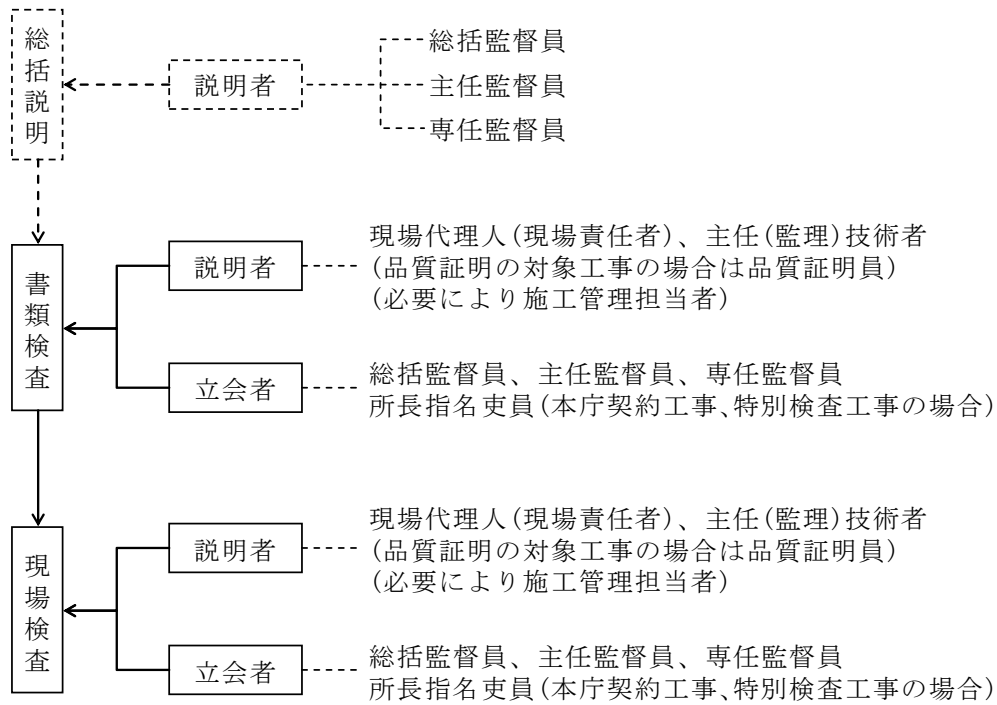 総括説明
説明者
総括監督員
主任監督員
専任監督員
書類検査
説明者
現場代理人(現場責任者)、主任(監理)技術者
(品質証明の対象工事の場合は品質証明員)
(必要により施工管理担当者)
立会者
総括監督員、主任監督員、専任監督員
所長指名吏員(本庁契約工事、特別検査工事の場合)
現場検査
説明者
現場代理人(現場責任者)、主任(監理)技術者
(品質証明の対象工事の場合は品質証明員)
(必要により施工管理担当者)
立会者
総括監督員、主任監督員、専任監督員
所長指名吏員(本庁契約工事、特別検査工事の場合)